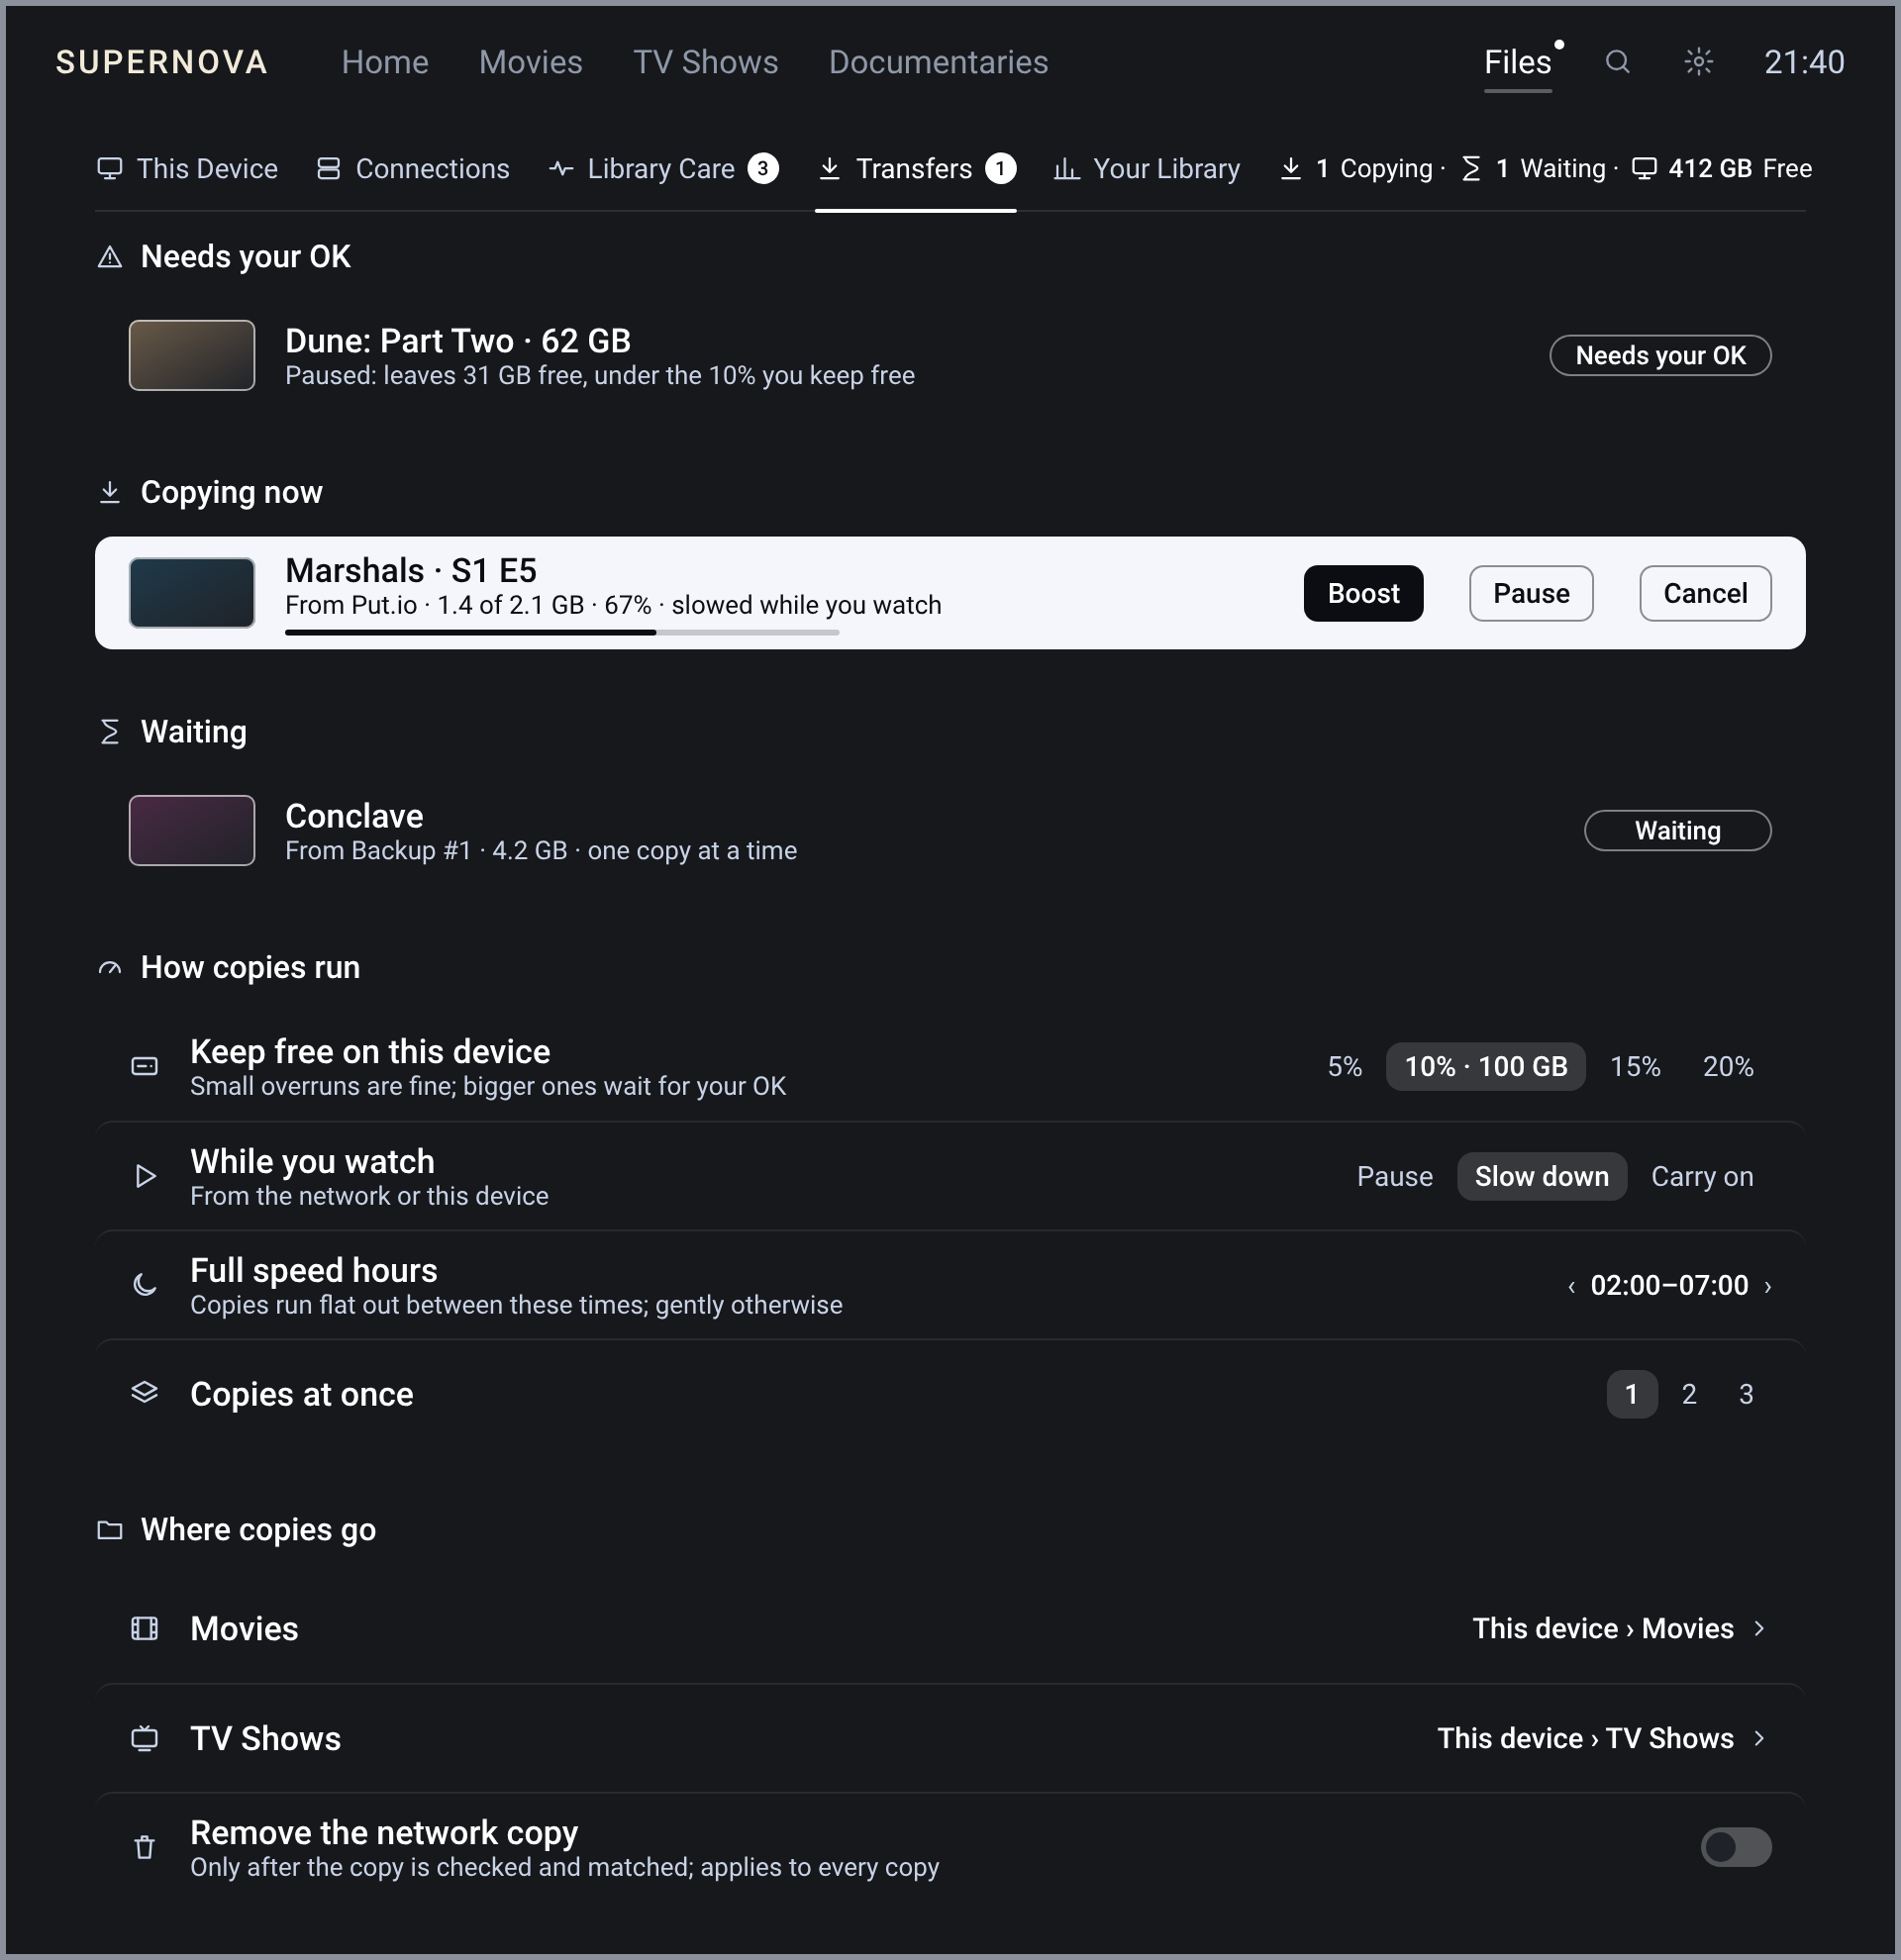 SUPERNOVA Home Movies TV Shows Documentaries Files 21:40
This Device Connections Library Care 3 Transfers 1 Your Library 1 Copying · 1 Waiting · 412 GB Free
Needs your OK
Dune: Part Two · 62 GB
Paused: leaves 31 GB free, under the 10% you keep free
Needs your OK
Copying now
Marshals · S1 E5
From Put.io · 1.4 of 2.1 GB · 67% · slowed while you watch
Boost Pause Cancel
Waiting
Conclave
From Backup #1 · 4.2 GB · one copy at a time
Waiting
How copies run
Keep free on this device
Small overruns are fine; bigger ones wait for your OK
5% 10% · 100 GB 15% 20%
While you watch
From the network or this device
Pause Slow down Carry on
Full speed hours
Copies run flat out between these times; gently otherwise
‹ 02:00–07:00 ›
Copies at once
1 2 3
Where copies go
Movies
This device › Movies
TV Shows
This device › TV Shows
Remove the network copy
Only after the copy is checked and matched; applies to every copy